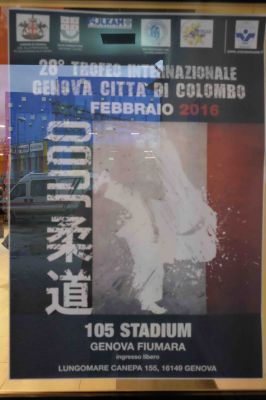 4JLKAM
28° TROFEO INTERNAZIONALE
GENOVA CITTA' DI COLOMBO
FEBBRAIO 2016
JUDO 柔道
105 STADIUM
GENOVA FIUMARA
ingresso libero
LUNGOMARE CANEPA 155, 16149 GENOVA